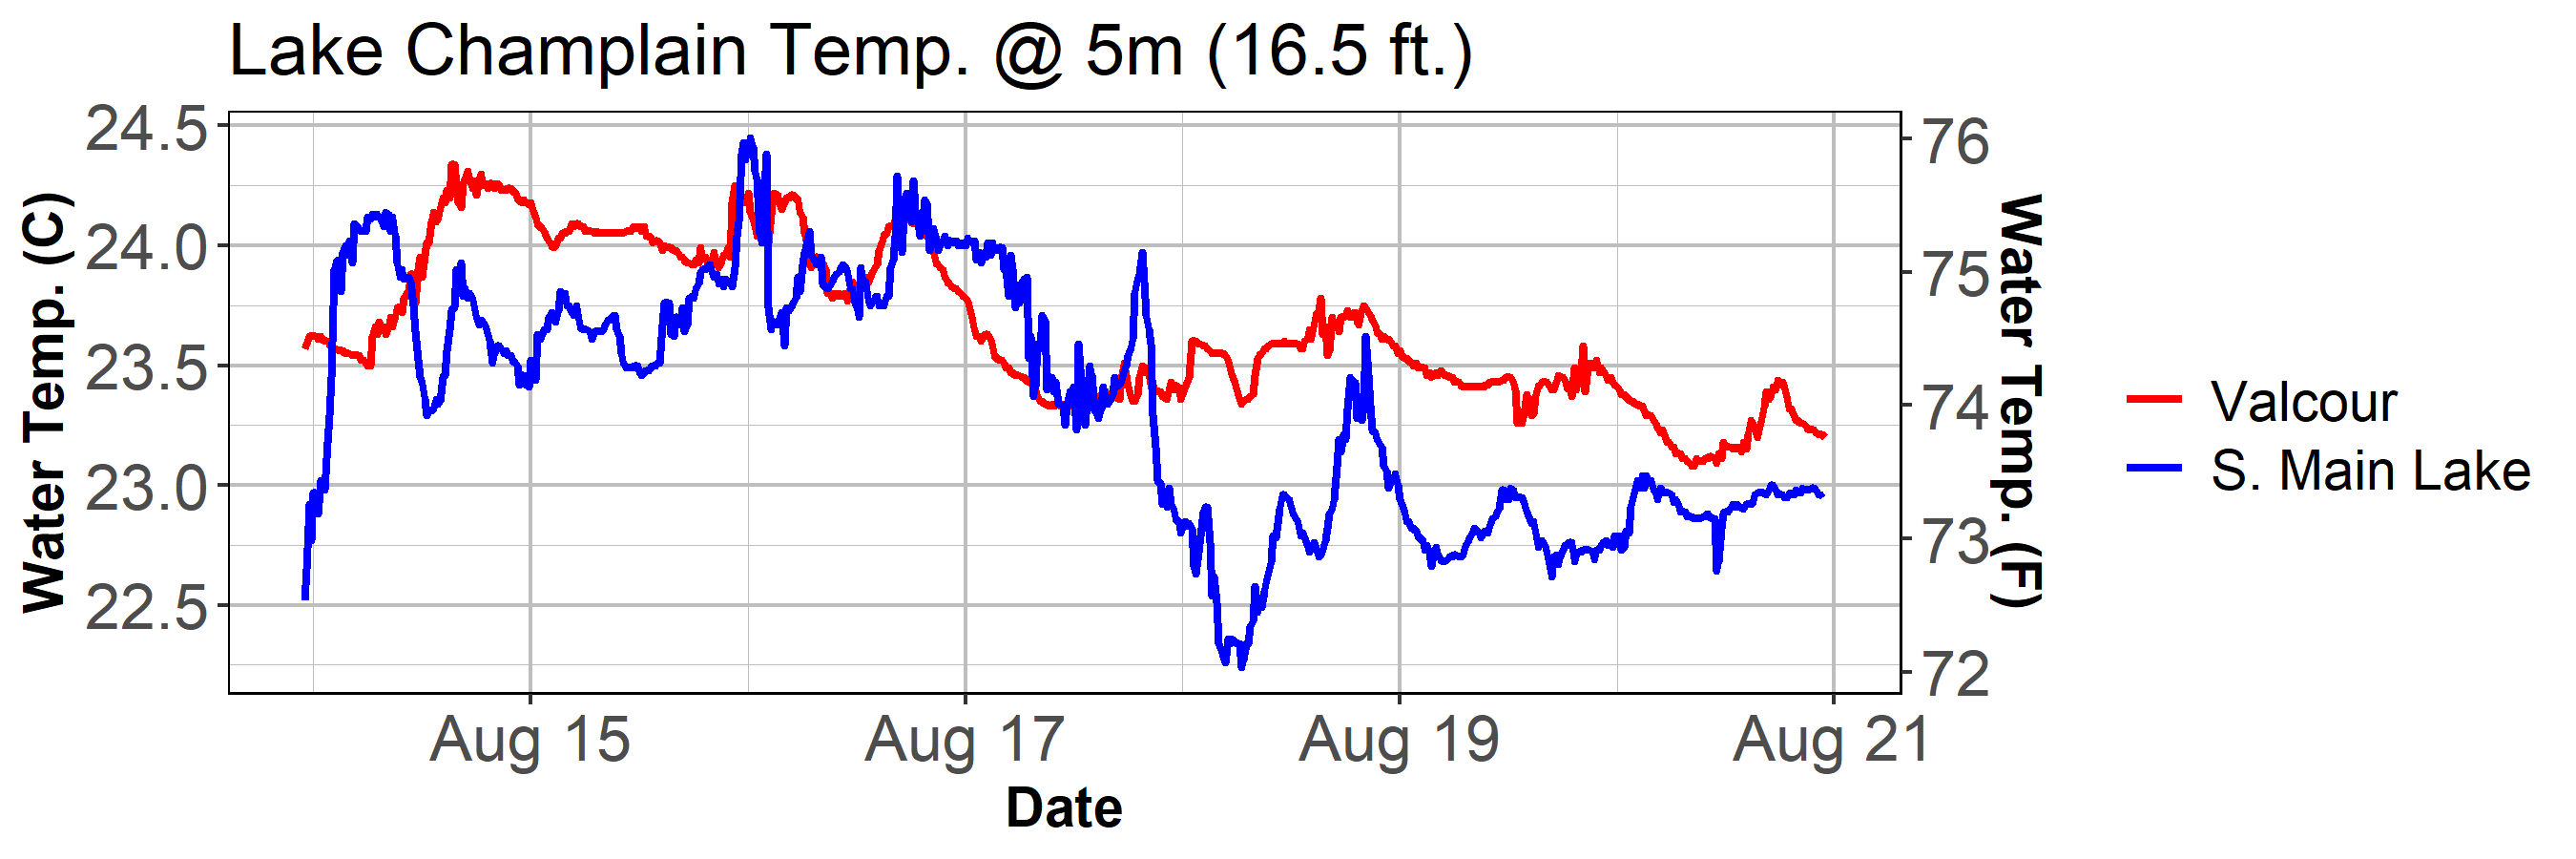 Lake Champlain Temp. @ 5m (16.5 ft.)
Water Temp. (C)
24.5
24.0
23.5
23.0
22.5
76
75
74
73
72
Water Temp. (F)
Aug 15
Aug 17
Aug 19
Aug 21
Date
Valcour
S. Main Lake